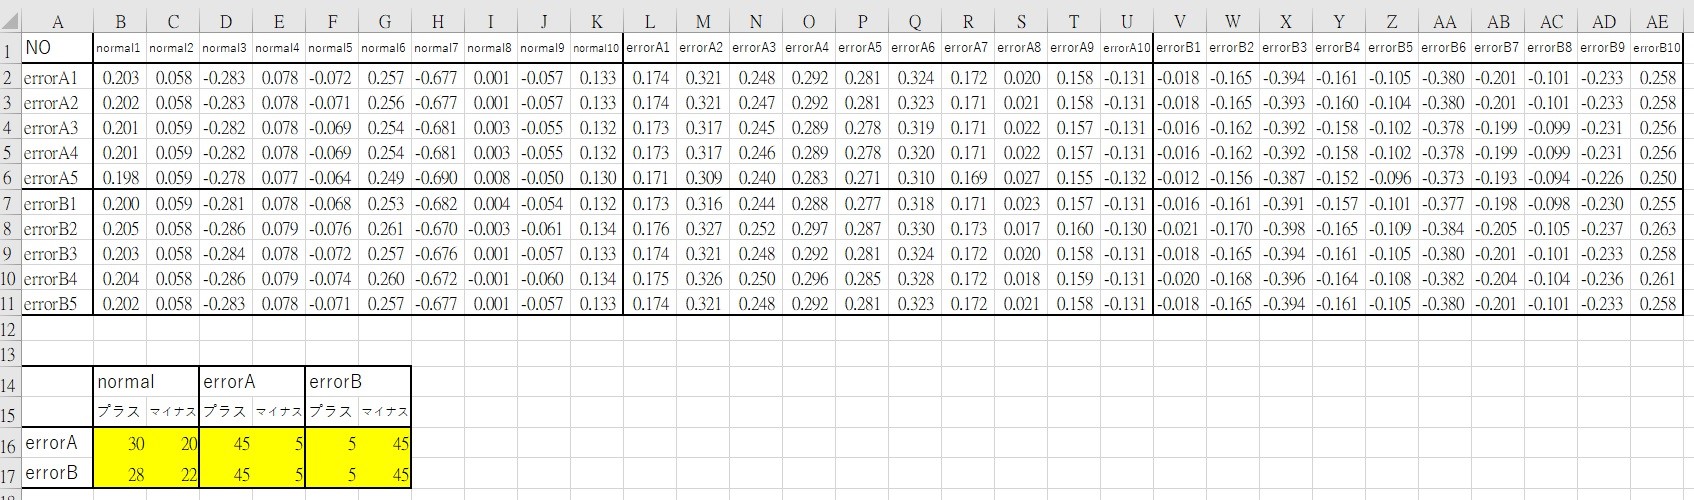 A B C D E F G H I J K L M N O P Q R S T U V W X Y Z AA AB AC AD AE
1 NO normal1 normal2 normal3 normal4 normal5 normal6 normal7 normal8 normal9 normal10 errorA1 errorA2 errorA3 errorA4 errorA5 errorA6 errorA7 errorA8 errorA9 errorA10 errorB1 errorB2 errorB3 errorB4 errorB5 errorB6 errorB7 errorB8 errorB9 errorB10
2 errorA1 0.203 0.058 -0.283 0.078 -0.072 0.257 -0.677 0.001 -0.057 0.133 0.174 0.321 0.248 0.292 0.281 0.324 0.172 0.020 0.158 -0.131 -0.018 -0.165 -0.394 -0.161 -0.105 -0.380 -0.201 -0.101 -0.233 0.258
3 errorA2 0.202 0.058 -0.283 0.078 -0.071 0.256 -0.677 0.001 -0.057 0.133 0.174 0.321 0.247 0.292 0.281 0.323 0.171 0.021 0.158 -0.131 -0.018 -0.165 -0.393 -0.160 -0.104 -0.380 -0.201 -0.101 -0.233 0.258
4 errorA3 0.201 0.059 -0.282 0.078 -0.069 0.254 -0.681 0.003 -0.055 0.132 0.173 0.317 0.245 0.289 0.278 0.319 0.171 0.022 0.157 -0.131 -0.016 -0.162 -0.392 -0.158 -0.102 -0.378 -0.199 -0.099 -0.231 0.256
5 errorA4 0.201 0.059 -0.282 0.078 -0.069 0.254 -0.681 0.003 -0.055 0.132 0.173 0.317 0.246 0.289 0.278 0.320 0.171 0.022 0.157 -0.131 -0.016 -0.162 -0.392 -0.158 -0.102 -0.378 -0.199 -0.099 -0.231 0.256
6 errorA5 0.198 0.059 -0.278 0.077 -0.064 0.249 -0.690 0.008 -0.050 0.130 0.171 0.309 0.240 0.283 0.271 0.310 0.169 0.027 0.155 -0.132 -0.012 -0.156 -0.387 -0.152 -0.096 -0.373 -0.193 -0.094 -0.226 0.250
7 errorB1 0.200 0.059 -0.281 0.078 -0.068 0.253 -0.682 0.004 -0.054 0.132 0.173 0.316 0.244 0.288 0.277 0.318 0.171 0.023 0.157 -0.131 -0.016 -0.161 -0.391 -0.157 -0.101 -0.377 -0.198 -0.098 -0.230 0.255
8 errorB2 0.205 0.058 -0.286 0.079 -0.076 0.261 -0.670 -0.003 -0.061 0.134 0.176 0.327 0.252 0.297 0.287 0.330 0.173 0.017 0.160 -0.130 -0.021 -0.170 -0.398 -0.165 -0.109 -0.384 -0.205 -0.105 -0.237 0.263
9 errorB3 0.203 0.058 -0.284 0.078 -0.072 0.257 -0.676 0.001 -0.057 0.133 0.174 0.321 0.248 0.292 0.281 0.324 0.172 0.020 0.158 -0.131 -0.018 -0.165 -0.394 -0.161 -0.105 -0.380 -0.201 -0.101 -0.233 0.258
10 errorB4 0.204 0.058 -0.286 0.079 -0.074 0.260 -0.672 -0.001 -0.060 0.134 0.175 0.326 0.250 0.296 0.285 0.328 0.172 0.018 0.159 -0.131 -0.020 -0.168 -0.396 -0.164 -0.108 -0.382 -0.204 -0.104 -0.236 0.261
11 errorB5 0.202 0.058 -0.283 0.078 -0.071 0.257 -0.677 0.001 -0.057 0.133 0.174 0.321 0.248 0.292 0.281 0.323 0.172 0.021 0.158 -0.131 -0.018 -0.165 -0.394 -0.161 -0.105 -0.380 -0.201 -0.101 -0.233 0.258
12
13
14 normal errorA errorB
15 プラス マイナス プラス マイナス プラス マイナス
16 errorA 30 20 45 5 5 45
17 errorB 28 22 45 5 5 45